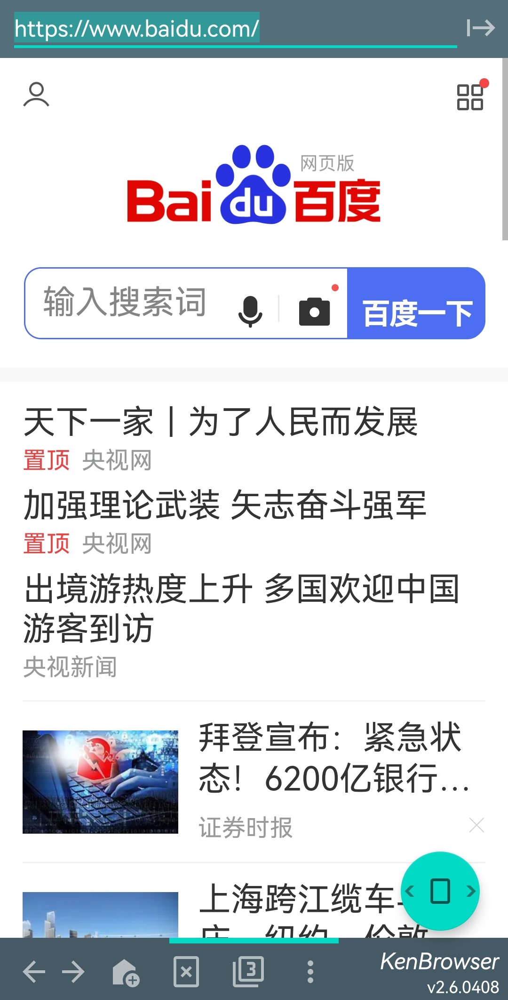 https://www.baidu.com/
网页版
Bai du 百度
输入搜索词
百度一下
天下一家｜为了人民而发展
置顶 央视网
加强理论武装 矢志奋斗强军
置顶 央视网
出境游热度上升 多国欢迎中国
游客到访
央视新闻
拜登宣布：紧急状
态！6200亿银行...
证券时报
上海跨江缆车
纽约、伦敦
3
KenBrowser
v2.6.0408